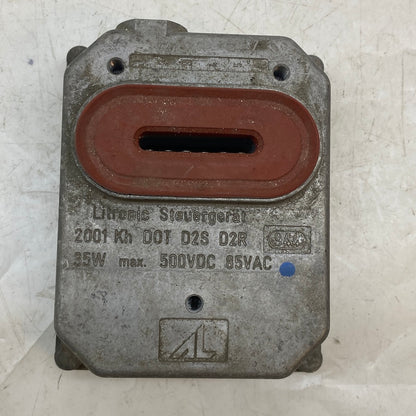 Litronic Steuergerät
2001 Kh DOT D2S D2R
35W max. 500VDC 85VAC
AL